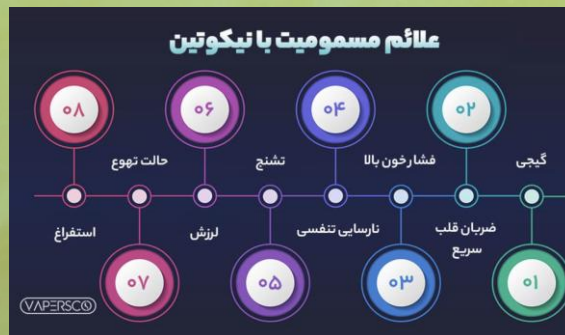 علائم مسمومیت با نیکوتین
۰۱
گیجی
۰۲
ضربان قلب
سریع
۰۳
فشار خون بالا
۰۴
نارسایی تنفسی
۰۵
تشنج
۰۶
لرزش
۰۷
حالت تهوع
۰۸
استفراغ
VAPERSCO